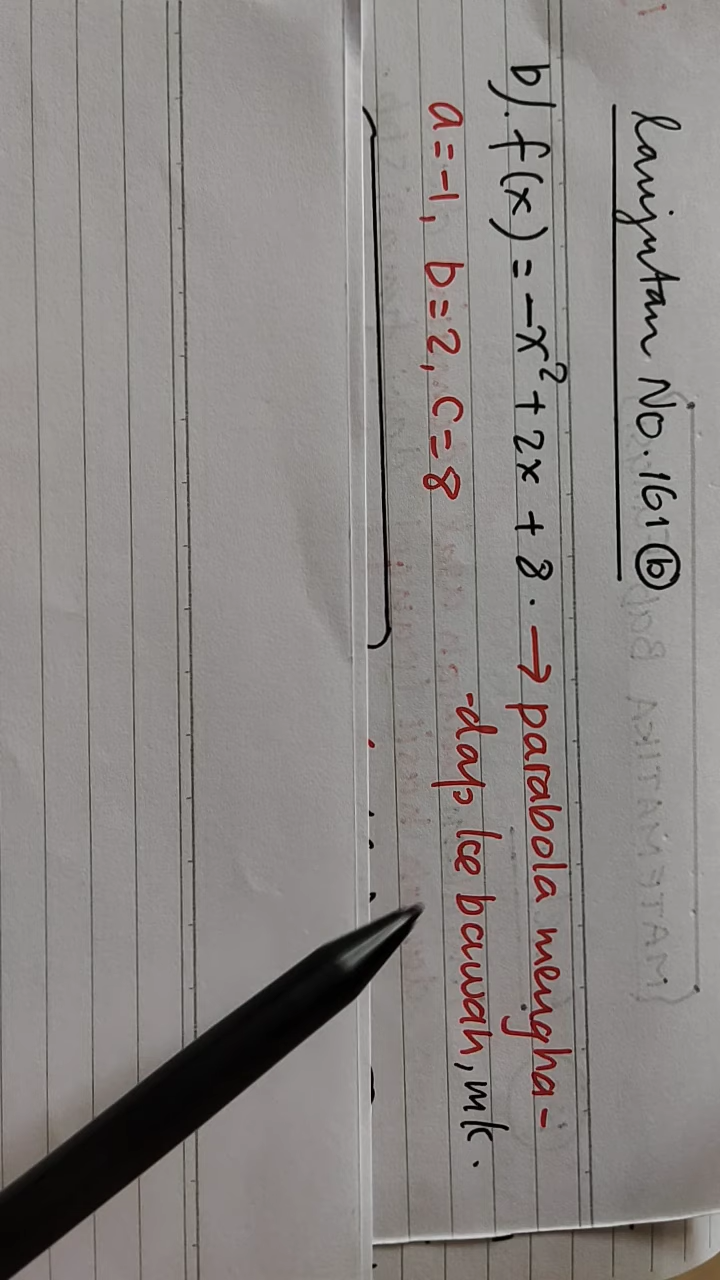 lanjutan No. 161 (b)
b). f(x) = -x² + 2x + 8. → parabola mengha-
-dap ke bawah, mk.
a = -1, b = 2, c = 8